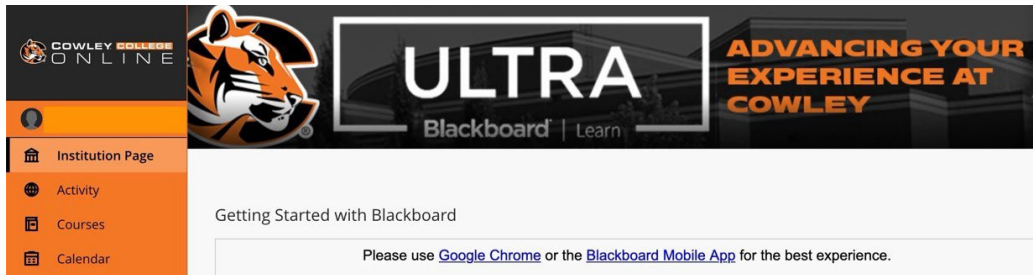 COWLEY COLLEGE
ONLINE
Institution Page
Activity
Courses
Calendar
ULTRA
Blackboard® | Learn
ADVANCING YOUR
EXPERIENCE AT
COWLEY
Getting Started with Blackboard
Please use Google Chrome or the Blackboard Mobile App for the best experience.